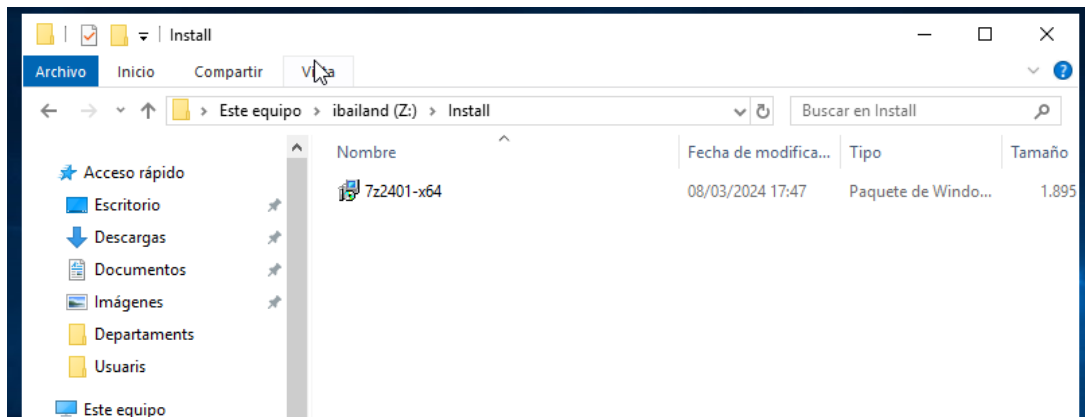 Install
Archivo Inicio Compartir Vista
Este equipo > ibailand (Z:) > Install Buscar en Install
Nombre Fecha de modifica... Tipo Tamaño
Acceso rápido
7z2401-x64 08/03/2024 17:47 Paquete de Windo... 1.895
Escritorio
Descargas
Documentos
Imágenes
Departaments
Usuaris
Este equipo